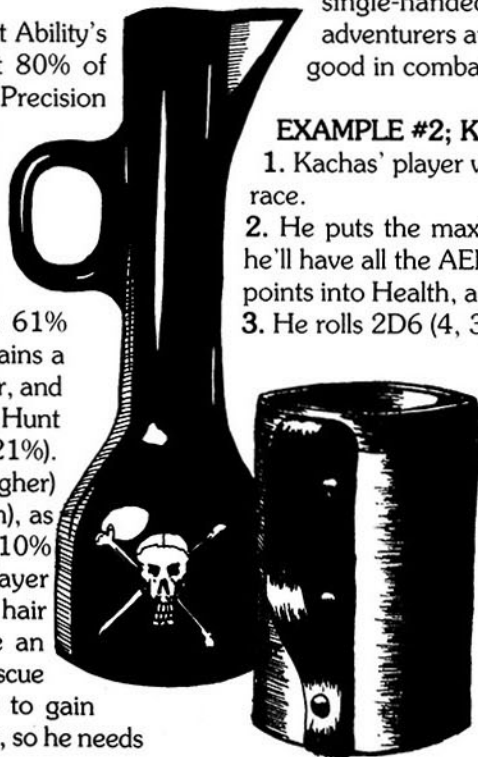 t Ability's
80% of
Precision
61%
ains a
r, and
Hunt
21%).
gher)
n), as
10%
ayer
hair
e an
scue
to gain
, so he needs
single-handed
adventurers a
good in comba
EXAMPLE #2; K
1. Kachas' player
race.
2. He puts the max
he'll have all the AE
points into Health, a
3. He rolls 2D6 (4, 3